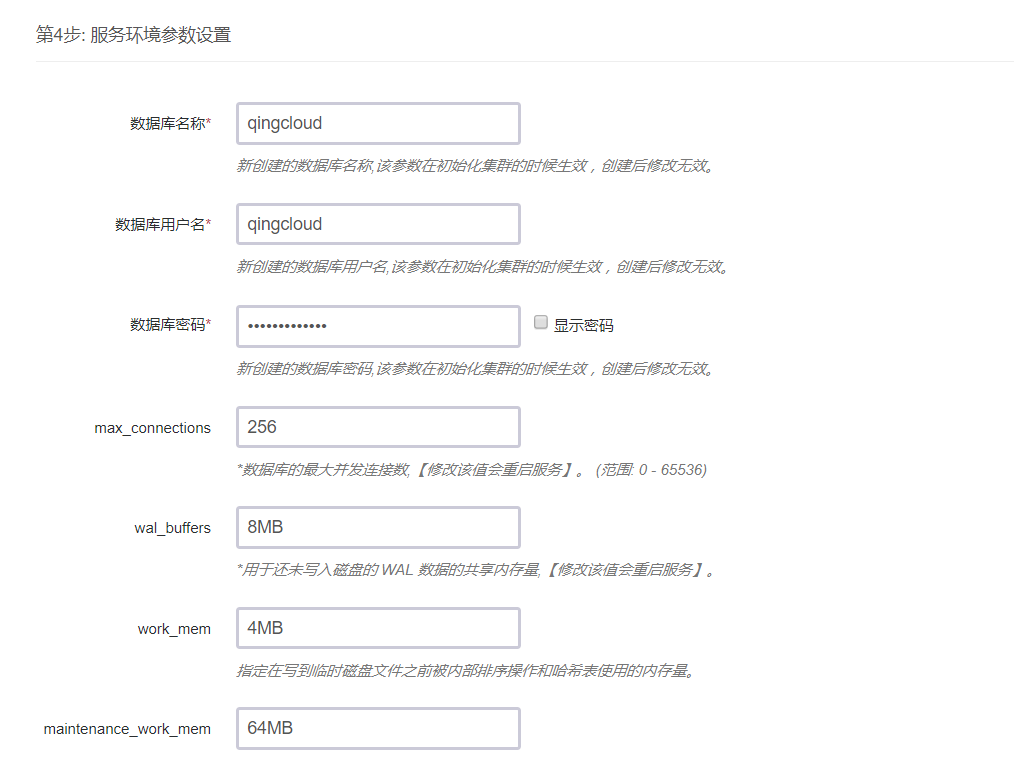 第4步: 服务环境参数设置
数据库名称* qingcloud
新创建的数据库名称,该参数在初始化集群的时候生效，创建后修改无效。
数据库用户名* qingcloud
新创建的数据库用户名,该参数在初始化集群的时候生效，创建后修改无效。
数据库密码* ••••••••••••• 显示密码
新创建的数据库密码,该参数在初始化集群的时候生效，创建后修改无效。
max_connections 256
*数据库的最大并发连接数,【修改该值会重启服务】。 (范围: 0 - 65536)
wal_buffers 8MB
*用于还未写入磁盘的 WAL 数据的共享内存量,【修改该值会重启服务】。
work_mem 4MB
指定在写到临时磁盘文件之前被内部排序操作和哈希表使用的内存量。
maintenance_work_mem 64MB